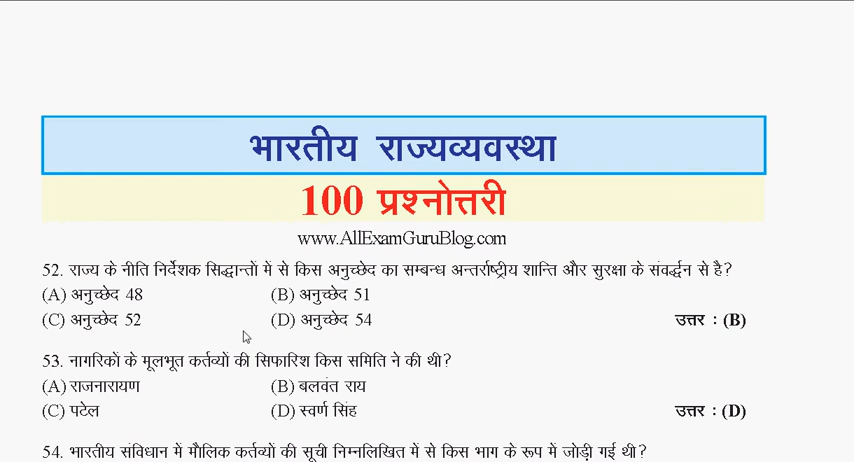 भारतीय राज्यव्यवस्था
100 प्रश्नोत्तरी
www.AllExamGuruBlog.com
52. राज्य के नीति निर्देशक सिद्धान्तों में से किस अनुच्छेद का सम्बन्ध अन्तर्राष्ट्रीय शान्ति और सुरक्षा के संवर्द्धन से है?
(A) अनुच्छेद 48 (B) अनुच्छेद 51
(C) अनुच्छेद 52 (D) अनुच्छेद 54 उत्तर : (B)
53. नागरिकों के मूलभूत कर्तव्यों की सिफारिश किस समिति ने की थी?
(A) राजनारायण (B) बलवंत राय
(C) पटेल (D) स्वर्ण सिंह उत्तर : (D)
54. भारतीय संविधान में मौलिक कर्तव्यों की सूची निम्नलिखित में से किस भाग के रूप में जोड़ी गई थी?